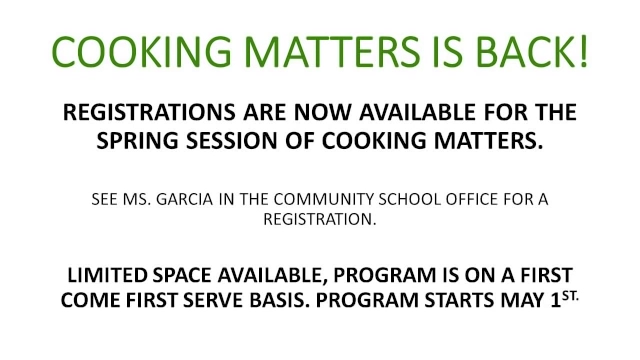 COOKING MATTERS IS BACK!
REGISTRATIONS ARE NOW AVAILABLE FOR THE
SPRING SESSION OF COOKING MATTERS.
SEE MS. GARCIA IN THE COMMUNITY SCHOOL OFFICE FOR A
REGISTRATION.
LIMITED SPACE AVAILABLE, PROGRAM IS ON A FIRST
COME FIRST SERVE BASIS. PROGRAM STARTS MAY 1ST.